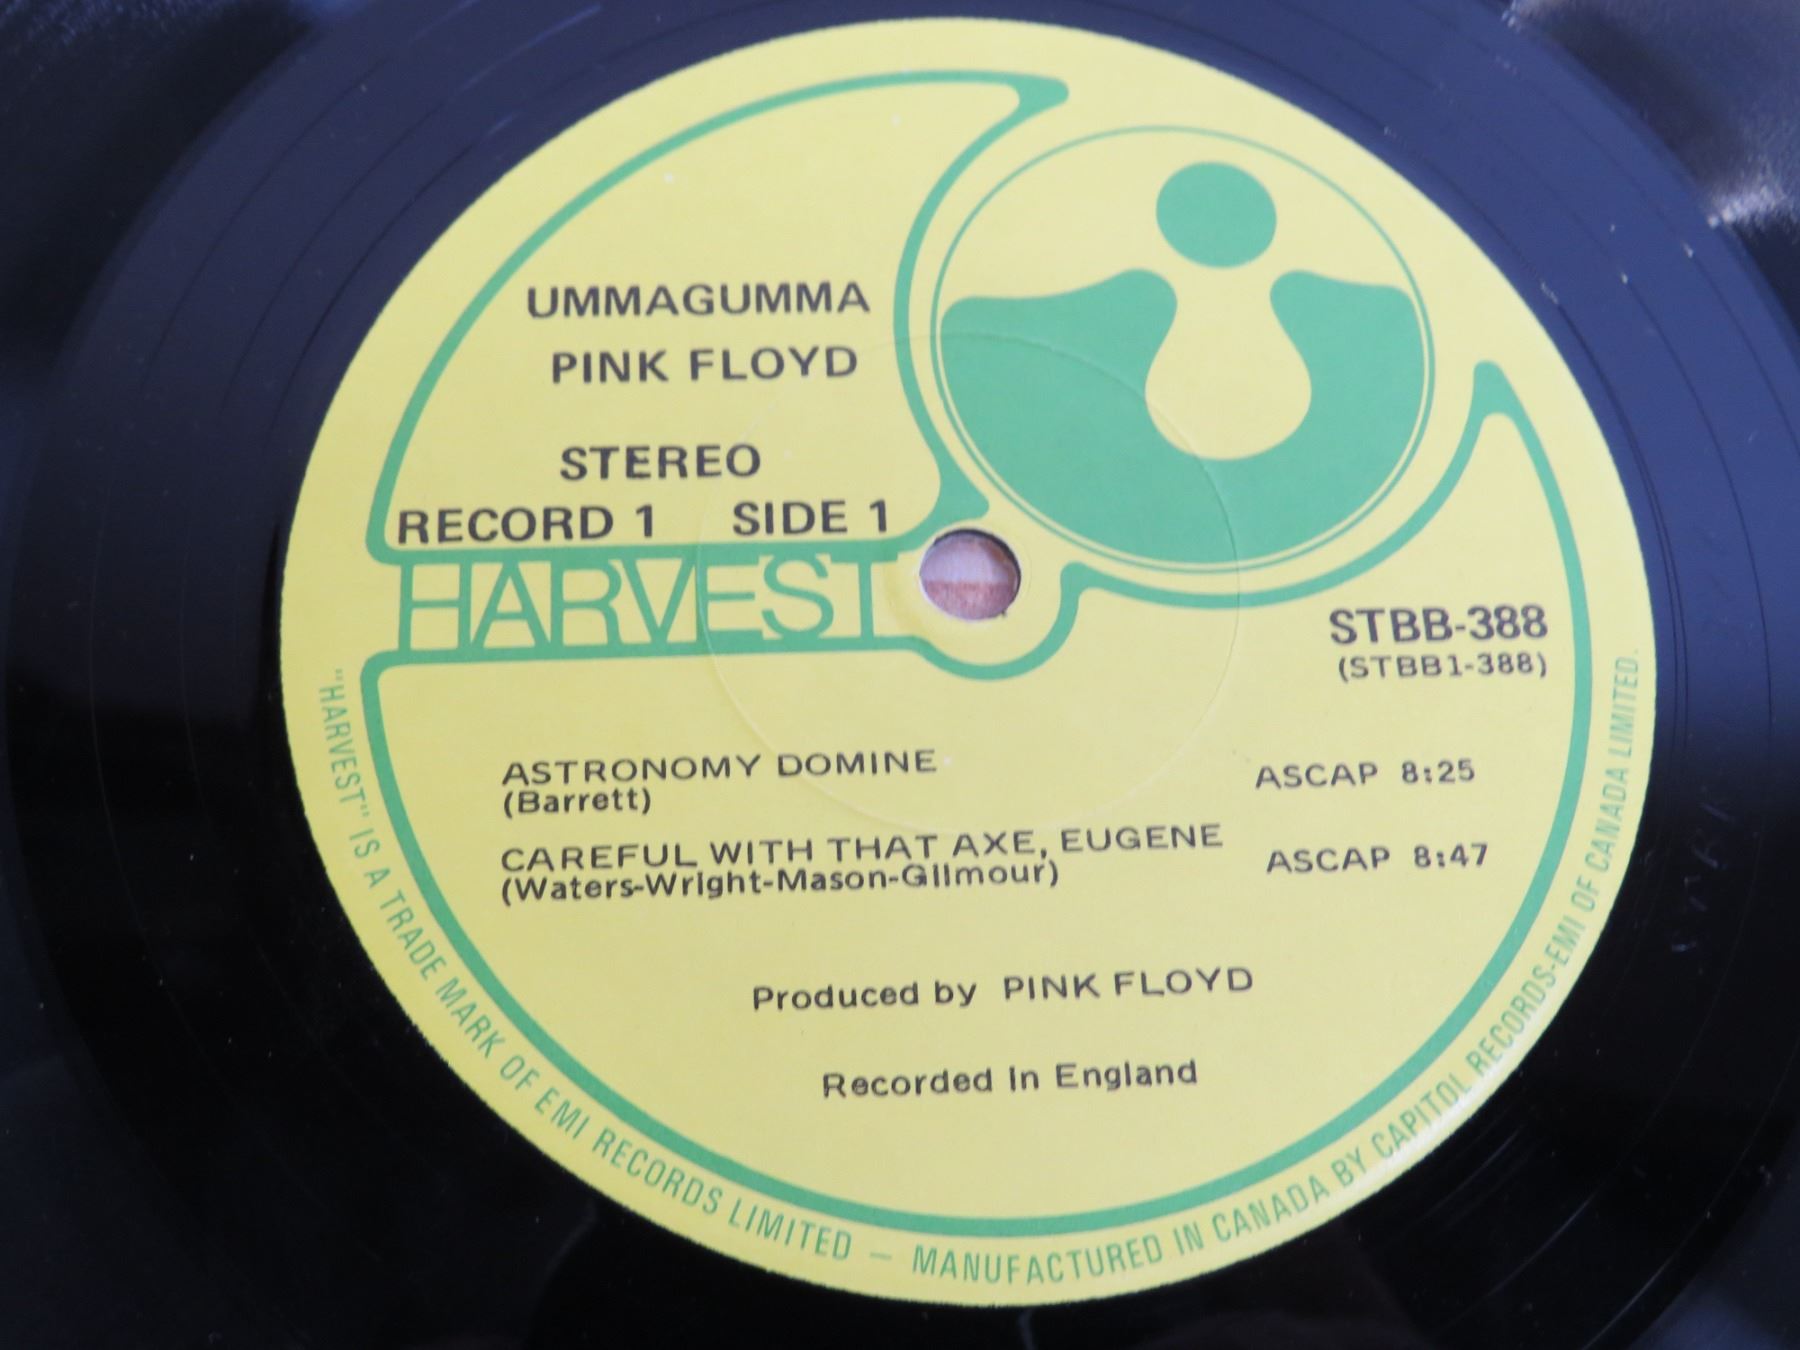 UMMAGUMMA
PINK FLOYD
STEREO
RECORD 1 SIDE 1
HARVEST
STBB-388
(STBB1-388)
ASTRONOMY DOMINE ASCAP 8:25
(Barrett)
CAREFUL WITH THAT AXE, EUGENE ASCAP 8:47
(Waters-Wright-Mason-Gilmour)
Produced by PINK FLOYD
Recorded in England
"HARVEST" IS A TRADE MARK OF EMI RECORDS LIMITED — MANUFACTURED IN CANADA BY CAPITOL RECORDS-EMI OF CANADA LIMITED.